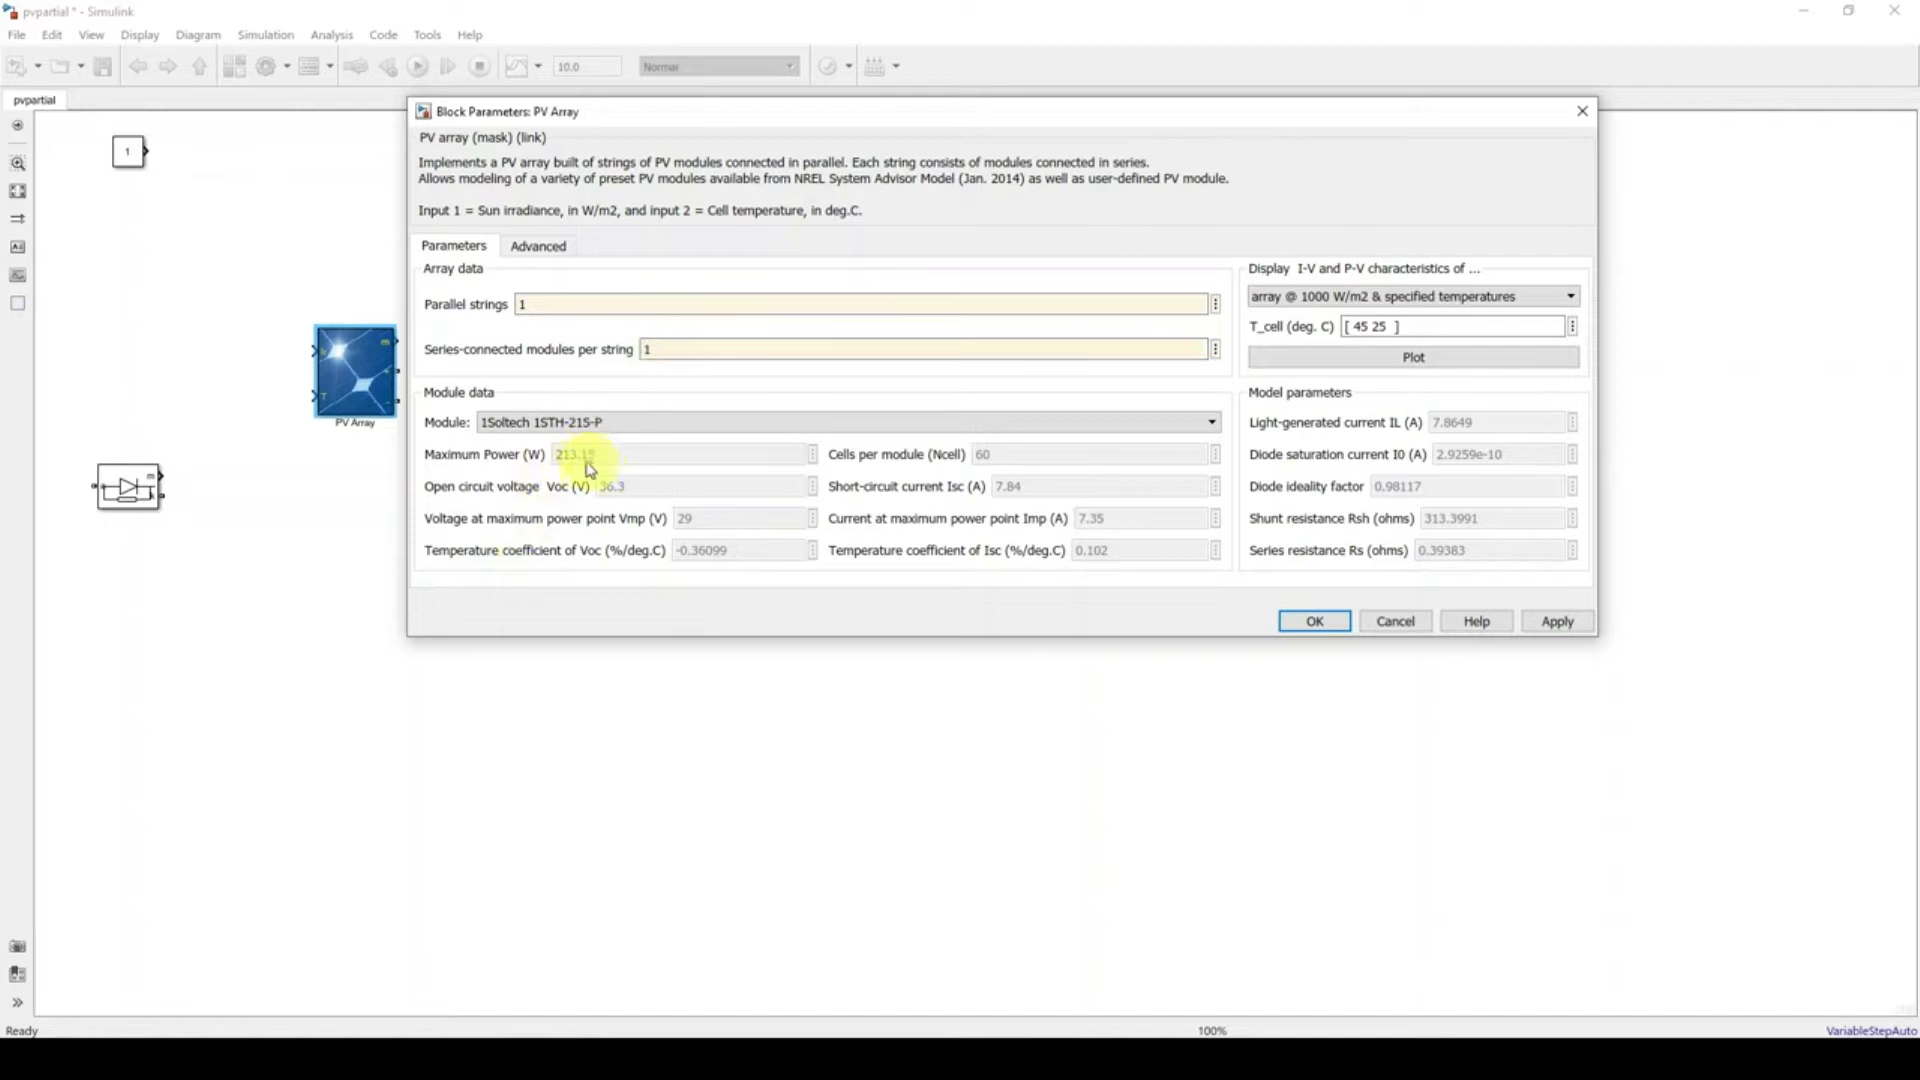 pvpartial * - Simulink
File Edit View Display Diagram Simulation Analysis Code Tools Help
10.0 Normal
pvpartial
1
PV Array
Block Parameters: PV Array
PV array (mask) (link)
Implements a PV array built of strings of PV modules connected in parallel. Each string consists of modules connected in series.
Allows modeling of a variety of preset PV modules available from NREL System Advisor Model (Jan. 2014) as well as user-defined PV module.
Input 1 = Sun irradiance, in W/m2, and input 2 = Cell temperature, in deg.C.
Parameters Advanced
Array data
Parallel strings 1
Series-connected modules per string 1
Display I-V and P-V characteristics of ...
array @ 1000 W/m2 & specified temperatures
T_cell (deg. C) [ 45 25 ]
Plot
Module data
Module: 1Soltech 1STH-215-P
Maximum Power (W) 213.15 Cells per module (Ncell) 60
Open circuit voltage Voc (V) 36.3 Short-circuit current Isc (A) 7.84
Voltage at maximum power point Vmp (V) 29 Current at maximum power point Imp (A) 7.35
Temperature coefficient of Voc (%/deg.C) -0.36099 Temperature coefficient of Isc (%/deg.C) 0.102
Model parameters
Light-generated current IL (A) 7.8649
Diode saturation current I0 (A) 2.9259e-10
Diode ideality factor 0.98117
Shunt resistance Rsh (ohms) 313.3991
Series resistance Rs (ohms) 0.39383
OK Cancel Help Apply
Ready 100% VariableStepAuto